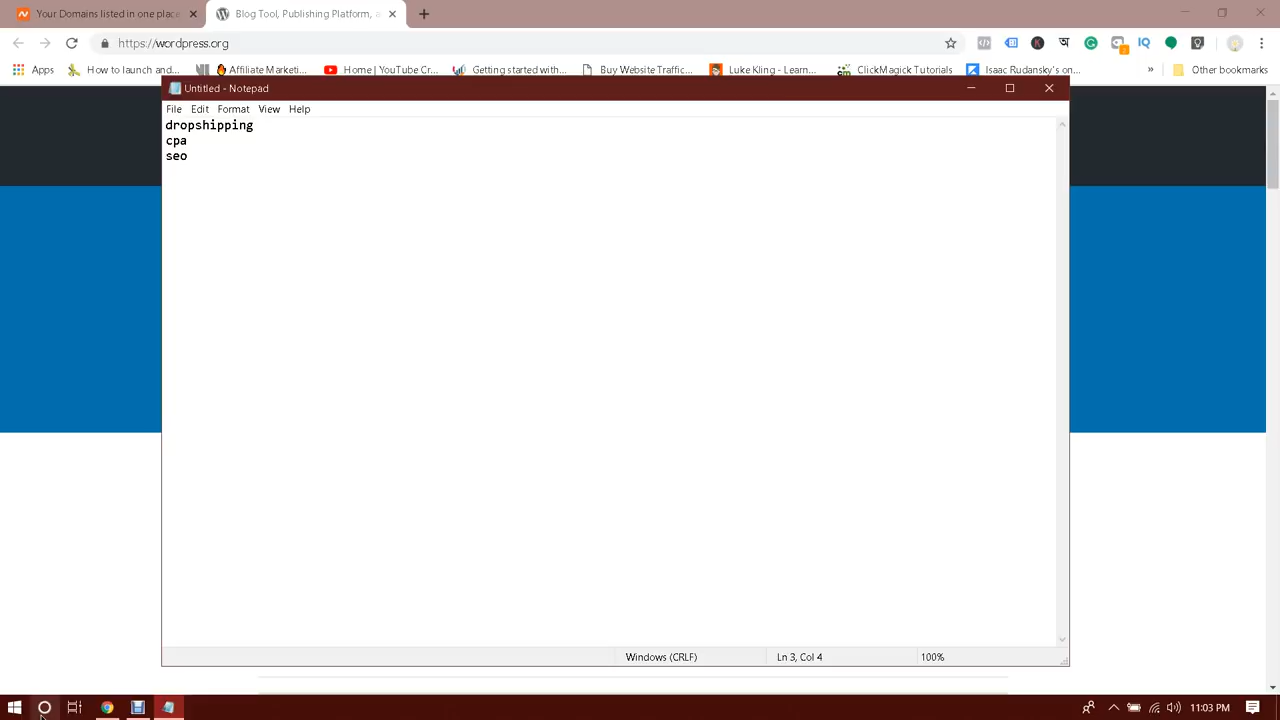 Your Domains listed in one place
Blog Tool, Publishing Platform, a
https://wordpress.org
Apps
How to launch and...
Affiliate Marketi...
Home | YouTube Cr...
Getting started with...
Buy Website Traffic...
Luke Kling - Learn...
ClickMagick Tutorials
Isaac Rudansky's on...
»
Other bookmarks
Untitled - Notepad
File Edit Format View Help
dropshipping
cpa
seo
Windows (CRLF)
Ln 3, Col 4
100%
11:03 PM